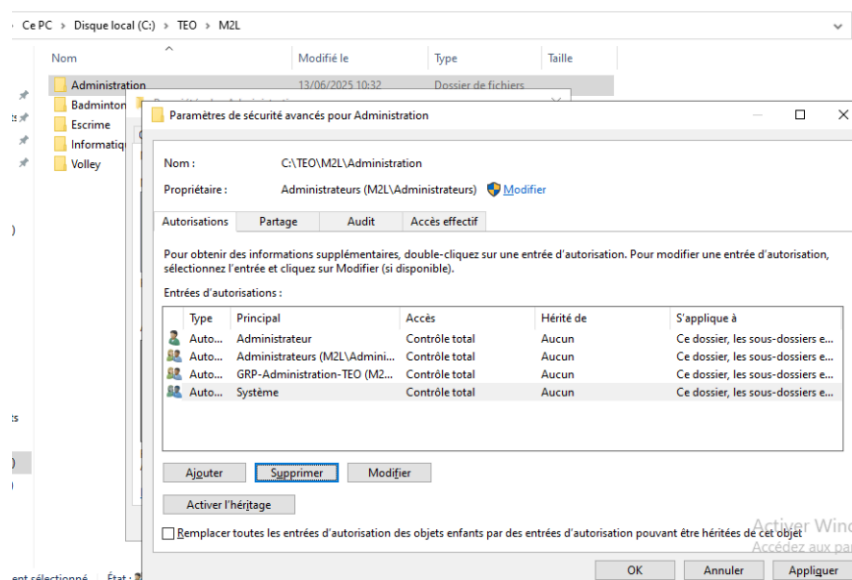 Ce PC > Disque local (C:) > TEO > M2L
Nom Modifié le Type Taille
Administration 13/06/2025 10:32 Dossier de fichiers
Badminton
Escrime
Informatiq
Volley
Paramètres de sécurité avancés pour Administration
Nom : C:\TEO\M2L\Administration
Propriétaire : Administrateurs (M2L\Administrateurs) Modifier
Autorisations Partage Audit Accès effectif
Pour obtenir des informations supplémentaires, double-cliquez sur une entrée d'autorisation. Pour modifier une entrée d'autorisation,
sélectionnez l'entrée et cliquez sur Modifier (si disponible).
Entrées d'autorisations :
Type Principal Accès Hérité de S'applique à
Auto... Administrateur Contrôle total Aucun Ce dossier, les sous-dossiers e...
Auto... Administrateurs (M2L\Admini... Contrôle total Aucun Ce dossier, les sous-dossiers e...
Auto... GRP-Administration-TEO (M2... Contrôle total Aucun Ce dossier, les sous-dossiers e...
Auto... Système Contrôle total Aucun Ce dossier, les sous-dossiers e...
Ajouter Supprimer Modifier
Activer l'héritage
Remplacer toutes les entrées d'autorisation des objets enfants par des entrées d'autorisation pouvant être héritées de cet objet
Activer Wind
Accédez aux pa
OK Annuler Appliquer
ent sélectionné État :